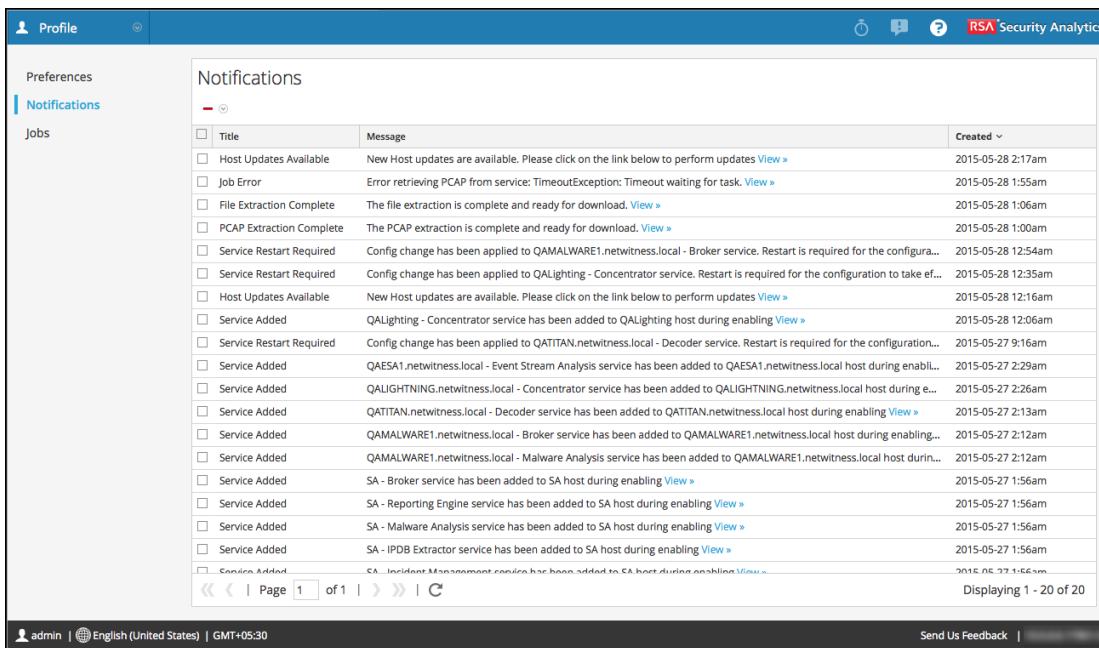 Profile
RSA Security Analytics
Preferences
Notifications
Jobs
Notifications
Title Message Created
Host Updates Available New Host updates are available. Please click on the link below to perform updates View » 2015-05-28 2:17am
Job Error Error retrieving PCAP from service: TimeoutException: Timeout waiting for task. View » 2015-05-28 1:55am
File Extraction Complete The file extraction is complete and ready for download. View » 2015-05-28 1:06am
PCAP Extraction Complete The PCAP extraction is complete and ready for download. View » 2015-05-28 1:00am
Service Restart Required Config change has been applied to QAMALWARE1.netwitness.local - Broker service. Restart is required for the configura... 2015-05-28 12:54am
Service Restart Required Config change has been applied to QALighting - Concentrator service. Restart is required for the configuration to take ef... 2015-05-28 12:35am
Host Updates Available New Host updates are available. Please click on the link below to perform updates View » 2015-05-28 12:16am
Service Added QALighting - Concentrator service has been added to QALighting host during enabling View » 2015-05-28 12:06am
Service Restart Required Config change has been applied to QATITAN.netwitness.local - Decoder service. Restart is required for the configuration... 2015-05-27 9:16am
Service Added QAESA1.netwitness.local - Event Stream Analysis service has been added to QAESA1.netwitness.local host during enabli... 2015-05-27 2:29am
Service Added QALIGHTNING.netwitness.local - Concentrator service has been added to QALIGHTNING.netwitness.local host during e... 2015-05-27 2:26am
Service Added QATITAN.netwitness.local - Decoder service has been added to QATITAN.netwitness.local host during enabling View » 2015-05-27 2:13am
Service Added QAMALWARE1.netwitness.local - Broker service has been added to QAMALWARE1.netwitness.local host during enabling... 2015-05-27 2:12am
Service Added QAMALWARE1.netwitness.local - Malware Analysis service has been added to QAMALWARE1.netwitness.local host durin... 2015-05-27 2:12am
Service Added SA - Broker service has been added to SA host during enabling View » 2015-05-27 1:56am
Service Added SA - Reporting Engine service has been added to SA host during enabling View » 2015-05-27 1:56am
Service Added SA - Malware Analysis service has been added to SA host during enabling View » 2015-05-27 1:56am
Service Added SA - IPDB Extractor service has been added to SA host during enabling View » 2015-05-27 1:56am
Service Added SA - Incident Management service has been added to SA host during enabling View » 2015-05-27 1:56am
Page 1 of 1 Displaying 1 - 20 of 20
admin | English (United States) | GMT+05:30 Send Us Feedback |